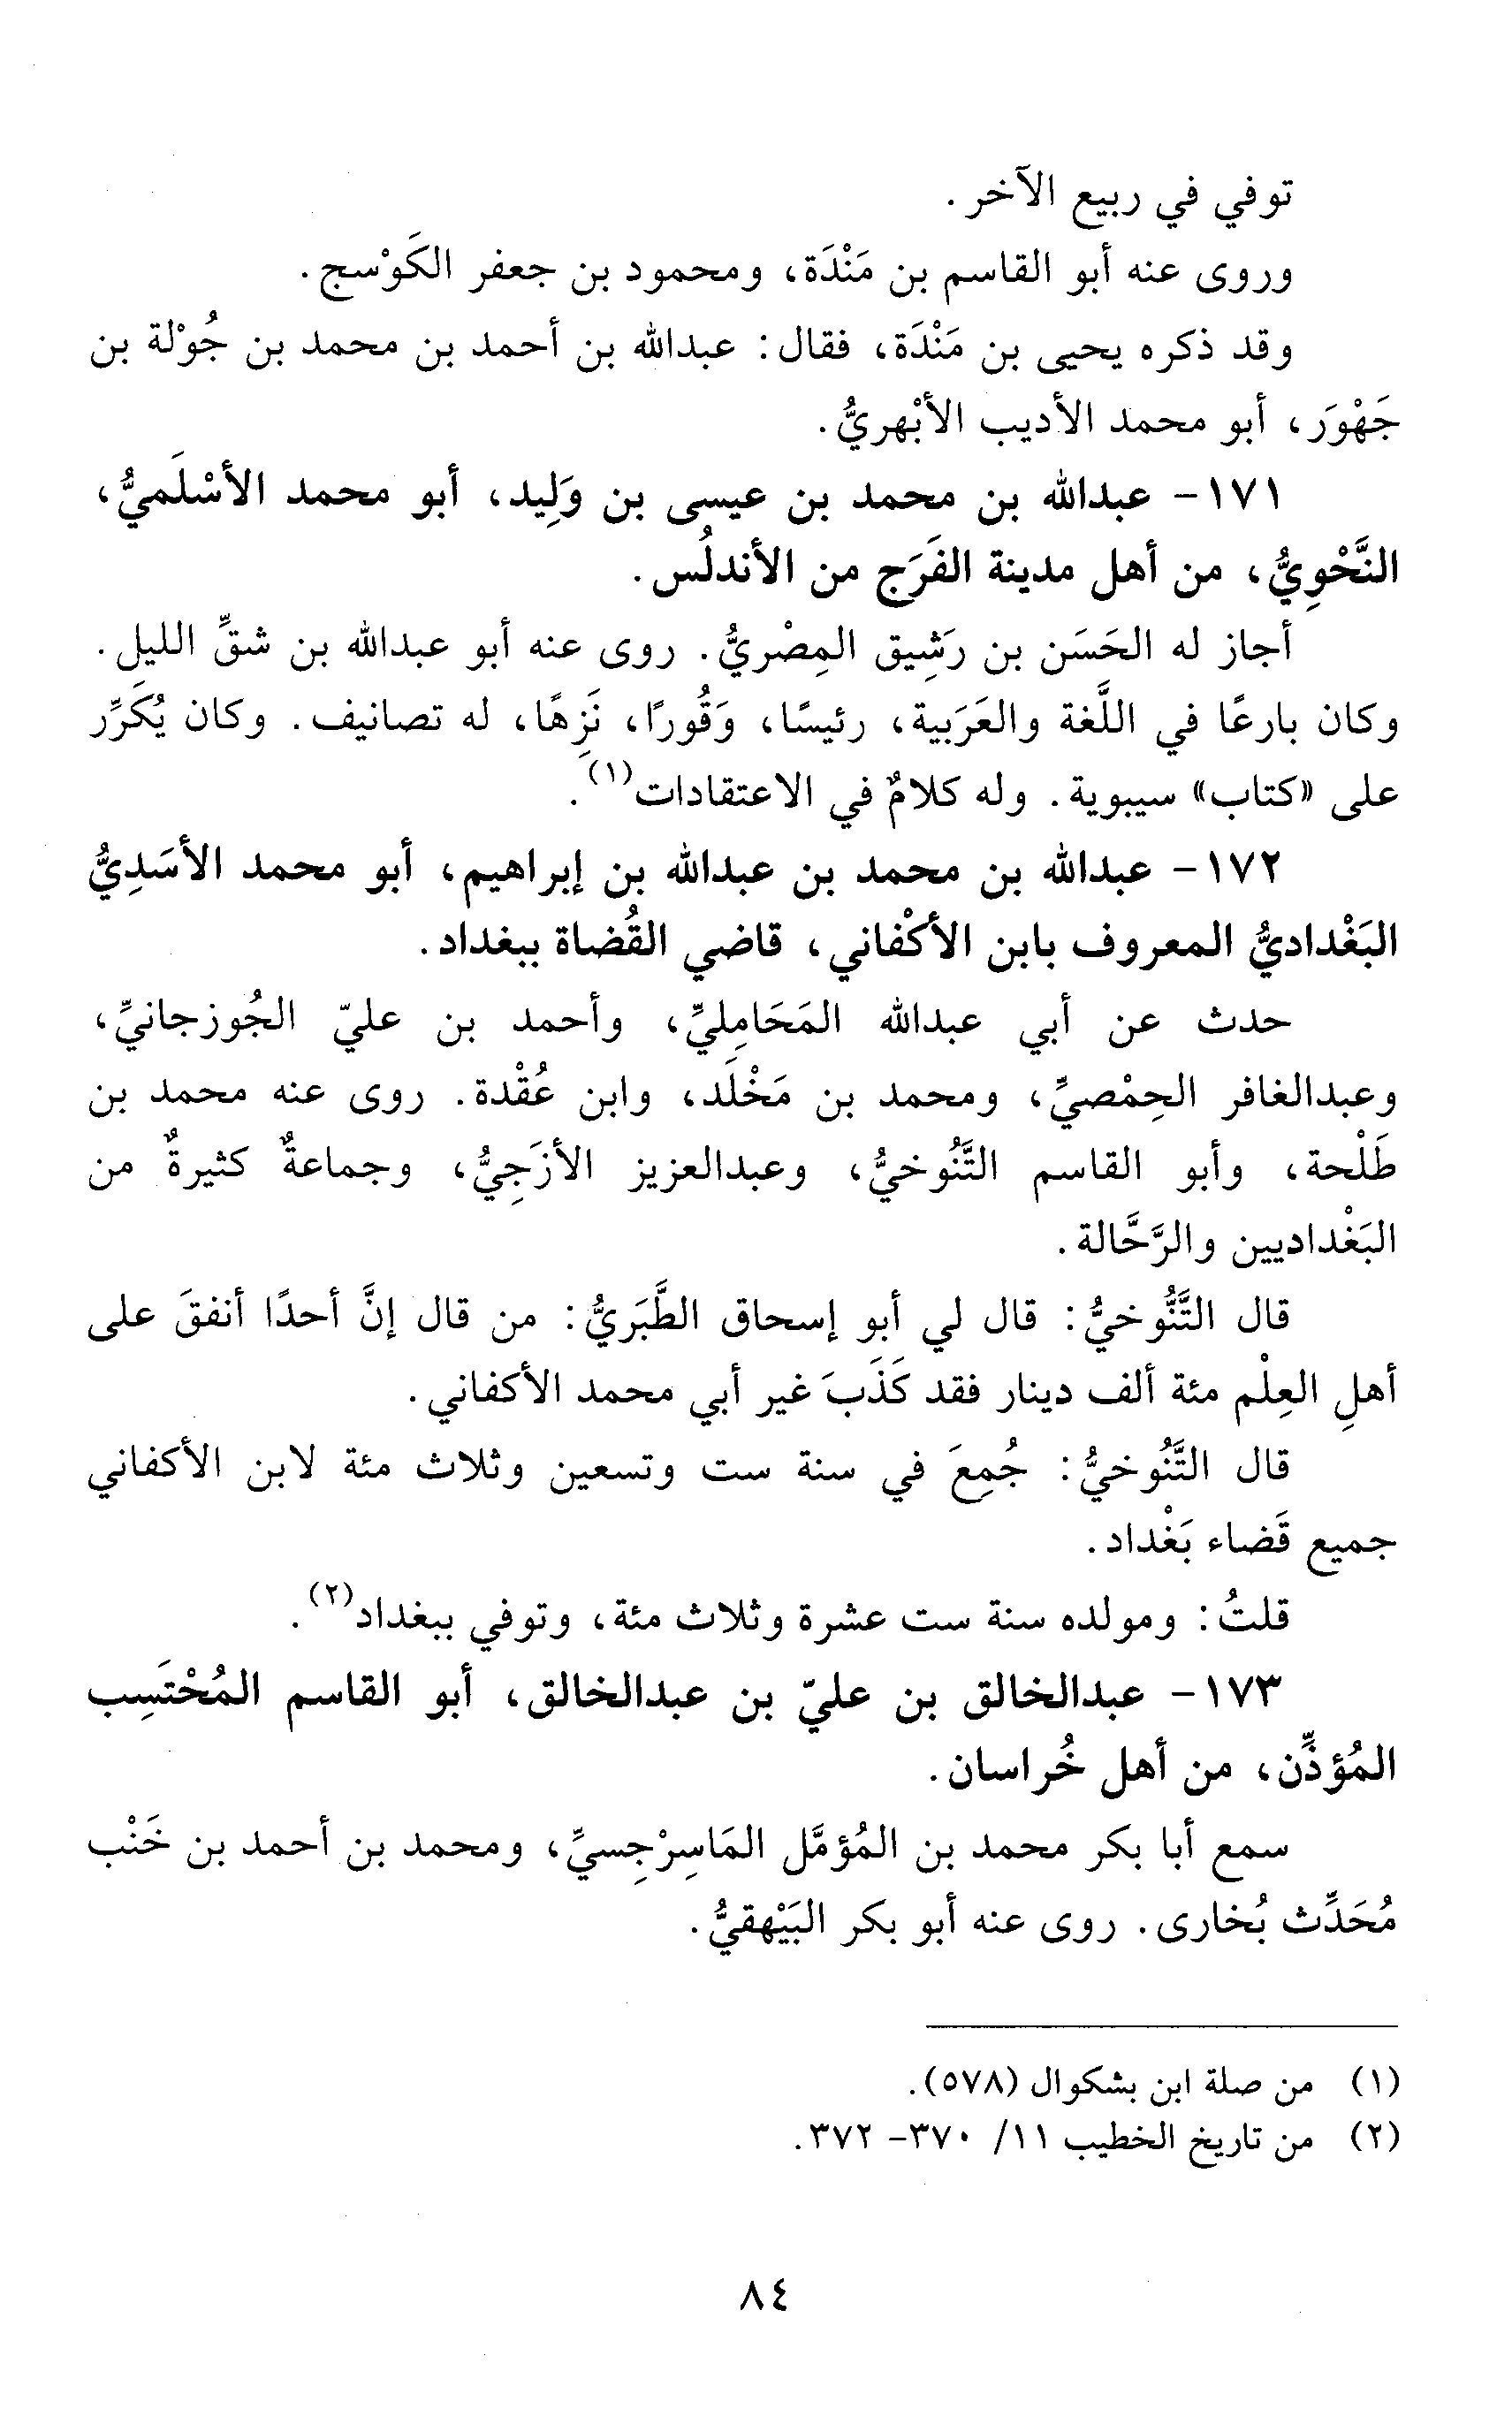 توفي في ربيع الآخر.
وروى عنه أبو القاسم بن مَنْدَة، ومحمود بن جعفر الكَوْسج.
وقد ذكره يحيى بن مَنْدَة، فقال: عبدالله بن أحمد بن محمد بن جُوْلة بن
جَهْوَر، أبو محمد الأديب الأبْهريُّ.
١٧١- عبدالله بن محمد بن عيسى بن وَلِيد، أبو محمد الأسْلَميُّ،
النَّحْوِيُّ، من أهل مدينة الفَرَج من الأندلُس.
أجاز له الحَسَن بن رَشِيق المِصْريُّ. روى عنه أبو عبدالله بن شقِّ الليل.
وكان بارعًا في اللَّغة والعَرَبية، رئيسًا، وَقُورًا، نَزِهًا، له تصانيف. وكان يُكَرِّر
على «كتاب» سيبوية. وله كلامٌ في الاعتقادات(١).
١٧٢- عبدالله بن محمد بن عبدالله بن إبراهيم، أبو محمد الأسَدِيُّ
البَغْداديُّ المعروف بابن الأكْفاني، قاضي القُضاة ببغداد.
حدث عن أبي عبدالله المَحَامِليِّ، وأحمد بن عليّ الجُوزجانيِّ،
وعبدالغافر الحِمْصيِّ، ومحمد بن مَخْلَد، وابن عُقْدة. روى عنه محمد بن
طَلْحة، وأبو القاسم التَّنُوخيُّ، وعبدالعزيز الأزَجِيُّ، وجماعةٌ كثيرةٌ من
البَغْداديين والرَّحَّالة.
قال التَّنُّوخيُّ: قال لي أبو إسحاق الطَّبَريُّ: من قال إنَّ أحدًا أنفقَ على
أهلِ العِلْم مئة ألف دينار فقد كَذَبَ غير أبي محمد الأكفاني.
قال التَّنُوخيُّ: جُمِعَ في سنة ست وتسعين وثلاث مئة لابن الأكفاني
جميع قَضاء بَغْداد.
قلتُ: ومولده سنة ست عشرة وثلاث مئة، وتوفي ببغداد(٢).
١٧٣- عبدالخالق بن عليّ بن عبدالخالق، أبو القاسم المُحْتَسِب
المُؤذِّن، من أهل خُراسان.
سمع أبا بكر محمد بن المُؤمَّل المَاسِرْجِسيِّ، ومحمد بن أحمد بن خَنْب
مُحَدِّث بُخارى. روى عنه أبو بكر البَيْهقيُّ.
(١) من صلة ابن بشكوال (٥٧٨).
(٢) من تاريخ الخطيب ١١/ ٣٧٠- ٣٧٢.
٨٤